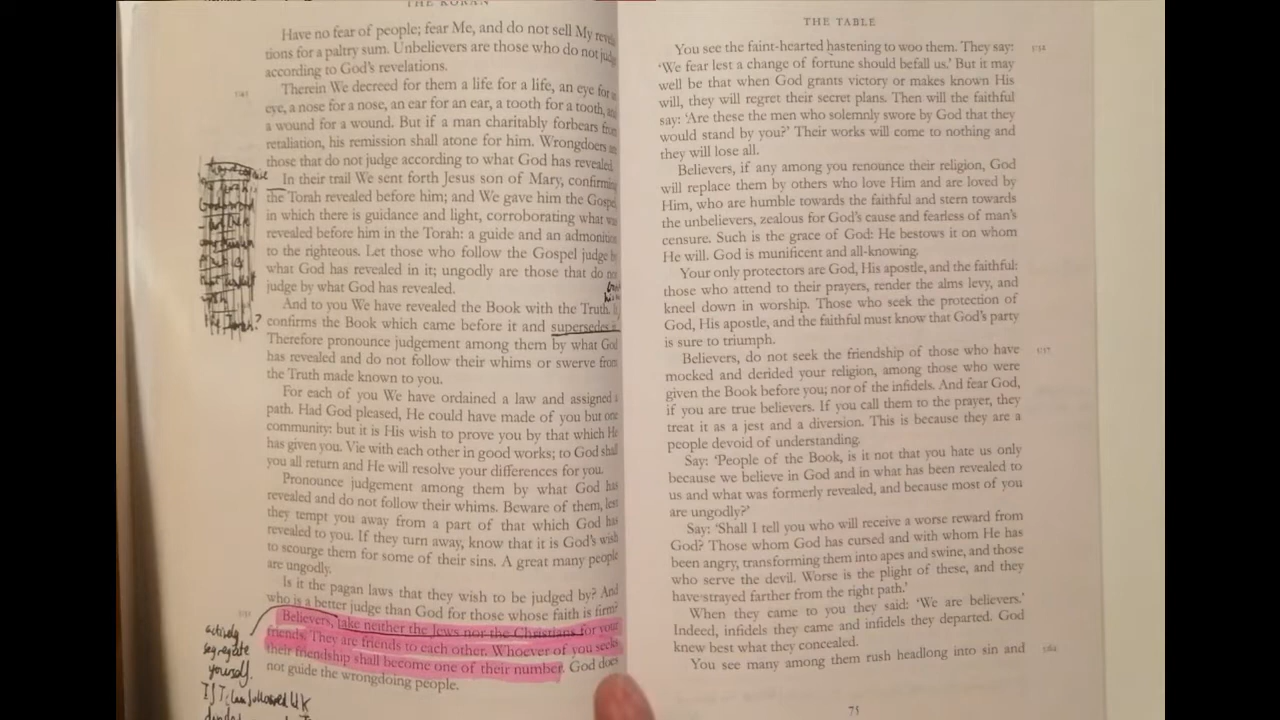 THE KORAN
Have no fear of people; fear Me, and do not sell My
tions for a paltry sum. Unbelievers are those who do not judge
according to God's revelations.
5:45
Therein We decreed for them a life for a life, an eye for an
eye, a nose for a nose, an ear for an ear, a tooth for a tooth, and
a wound for a wound. But if a man charitably forbears from
retaliation, his remission shall atone for him. Wrongdoers are
those that do not judge according to what God has revealed.
In their trail We sent forth Jesus son of Mary, confirming
the Torah revealed before him; and We gave him the Gospel
in which there is guidance and light, corroborating what was
revealed before him in the Torah: a guide and an admonition
to the righteous. Let those who follow the Gospel judge by
what God has revealed in it; ungodly are those that do not
judge by what God has revealed.
And to you We have revealed the Book with the Truth. It
confirms the Book which came before it and supersedes it.
Therefore pronounce judgement among them by what God
has revealed and do not follow their whims or swerve from
the Truth made known to you.
For each of you We have ordained a law and assigned a
path. Had God pleased, He could have made of you but one
community: but it is His wish to prove you by that which He
has given you. Vie with each other in good works; to God shall
you all return and He will resolve your differences for you.
Pronounce judgement among them by what God has
revealed and do not follow their whims. Beware of them, lest
they tempt you away from a part of that which God has
revealed to you. If they turn away, know that it is God's wish
to scourge them for some of their sins. A great many people
are ungodly.
Is it the pagan laws that they wish to be judged by? And
who is a better judge than God for those whose faith is firm?
5:51
Believers, take neither the Jews nor the Christians for your
friends. They are friends to each other. Whoever of you seeks
their friendship shall become one of their number. God does
not guide the wrongdoing people.
the Torah?
actively
segregate
yourself.
If Islam followed UK
THE TABLE
You see the faint-hearted hastening to woo them. They say:
'We fear lest a change of fortune should befall us.' But it may
well be that when God grants victory or makes known His
will, they will regret their secret plans. Then will the faithful
say: 'Are these the men who solemnly swore by God that they
would stand by you?' Their works will come to nothing and
they will lose all.
Believers, if any among you renounce their religion, God
will replace them by others who love Him and are loved by
Him, who are humble towards the faithful and stern towards
the unbelievers, zealous for God's cause and fearless of man's
censure. Such is the grace of God: He bestows it on whom
He will. God is munificent and all-knowing.
Your only protectors are God, His apostle, and the faithful:
those who attend to their prayers, render the alms levy, and
kneel down in worship. Those who seek the protection of
God, His apostle, and the faithful must know that God's party
is sure to triumph.
5:57
Believers, do not seek the friendship of those who have
mocked and derided your religion, among those who were
given the Book before you; nor of the infidels. And fear God,
if you are true believers. If you call them to the prayer, they
treat it as a jest and a diversion. This is because they are a
people devoid of understanding.
Say: 'People of the Book, is it not that you hate us only
because we believe in God and in what has been revealed to
us and what was formerly revealed, and because most of you
are ungodly?'
Say: 'Shall I tell you who will receive a worse reward from
God? Those whom God has cursed and with whom He has
been angry, transforming them into apes and swine, and those
who serve the devil. Worse is the plight of these, and they
have strayed farther from the right path.'
When they came to you they said: 'We are believers.'
Indeed, infidels they came and infidels they departed. God
knew best what they concealed.
5:62
You see many among them rush headlong into sin and
75